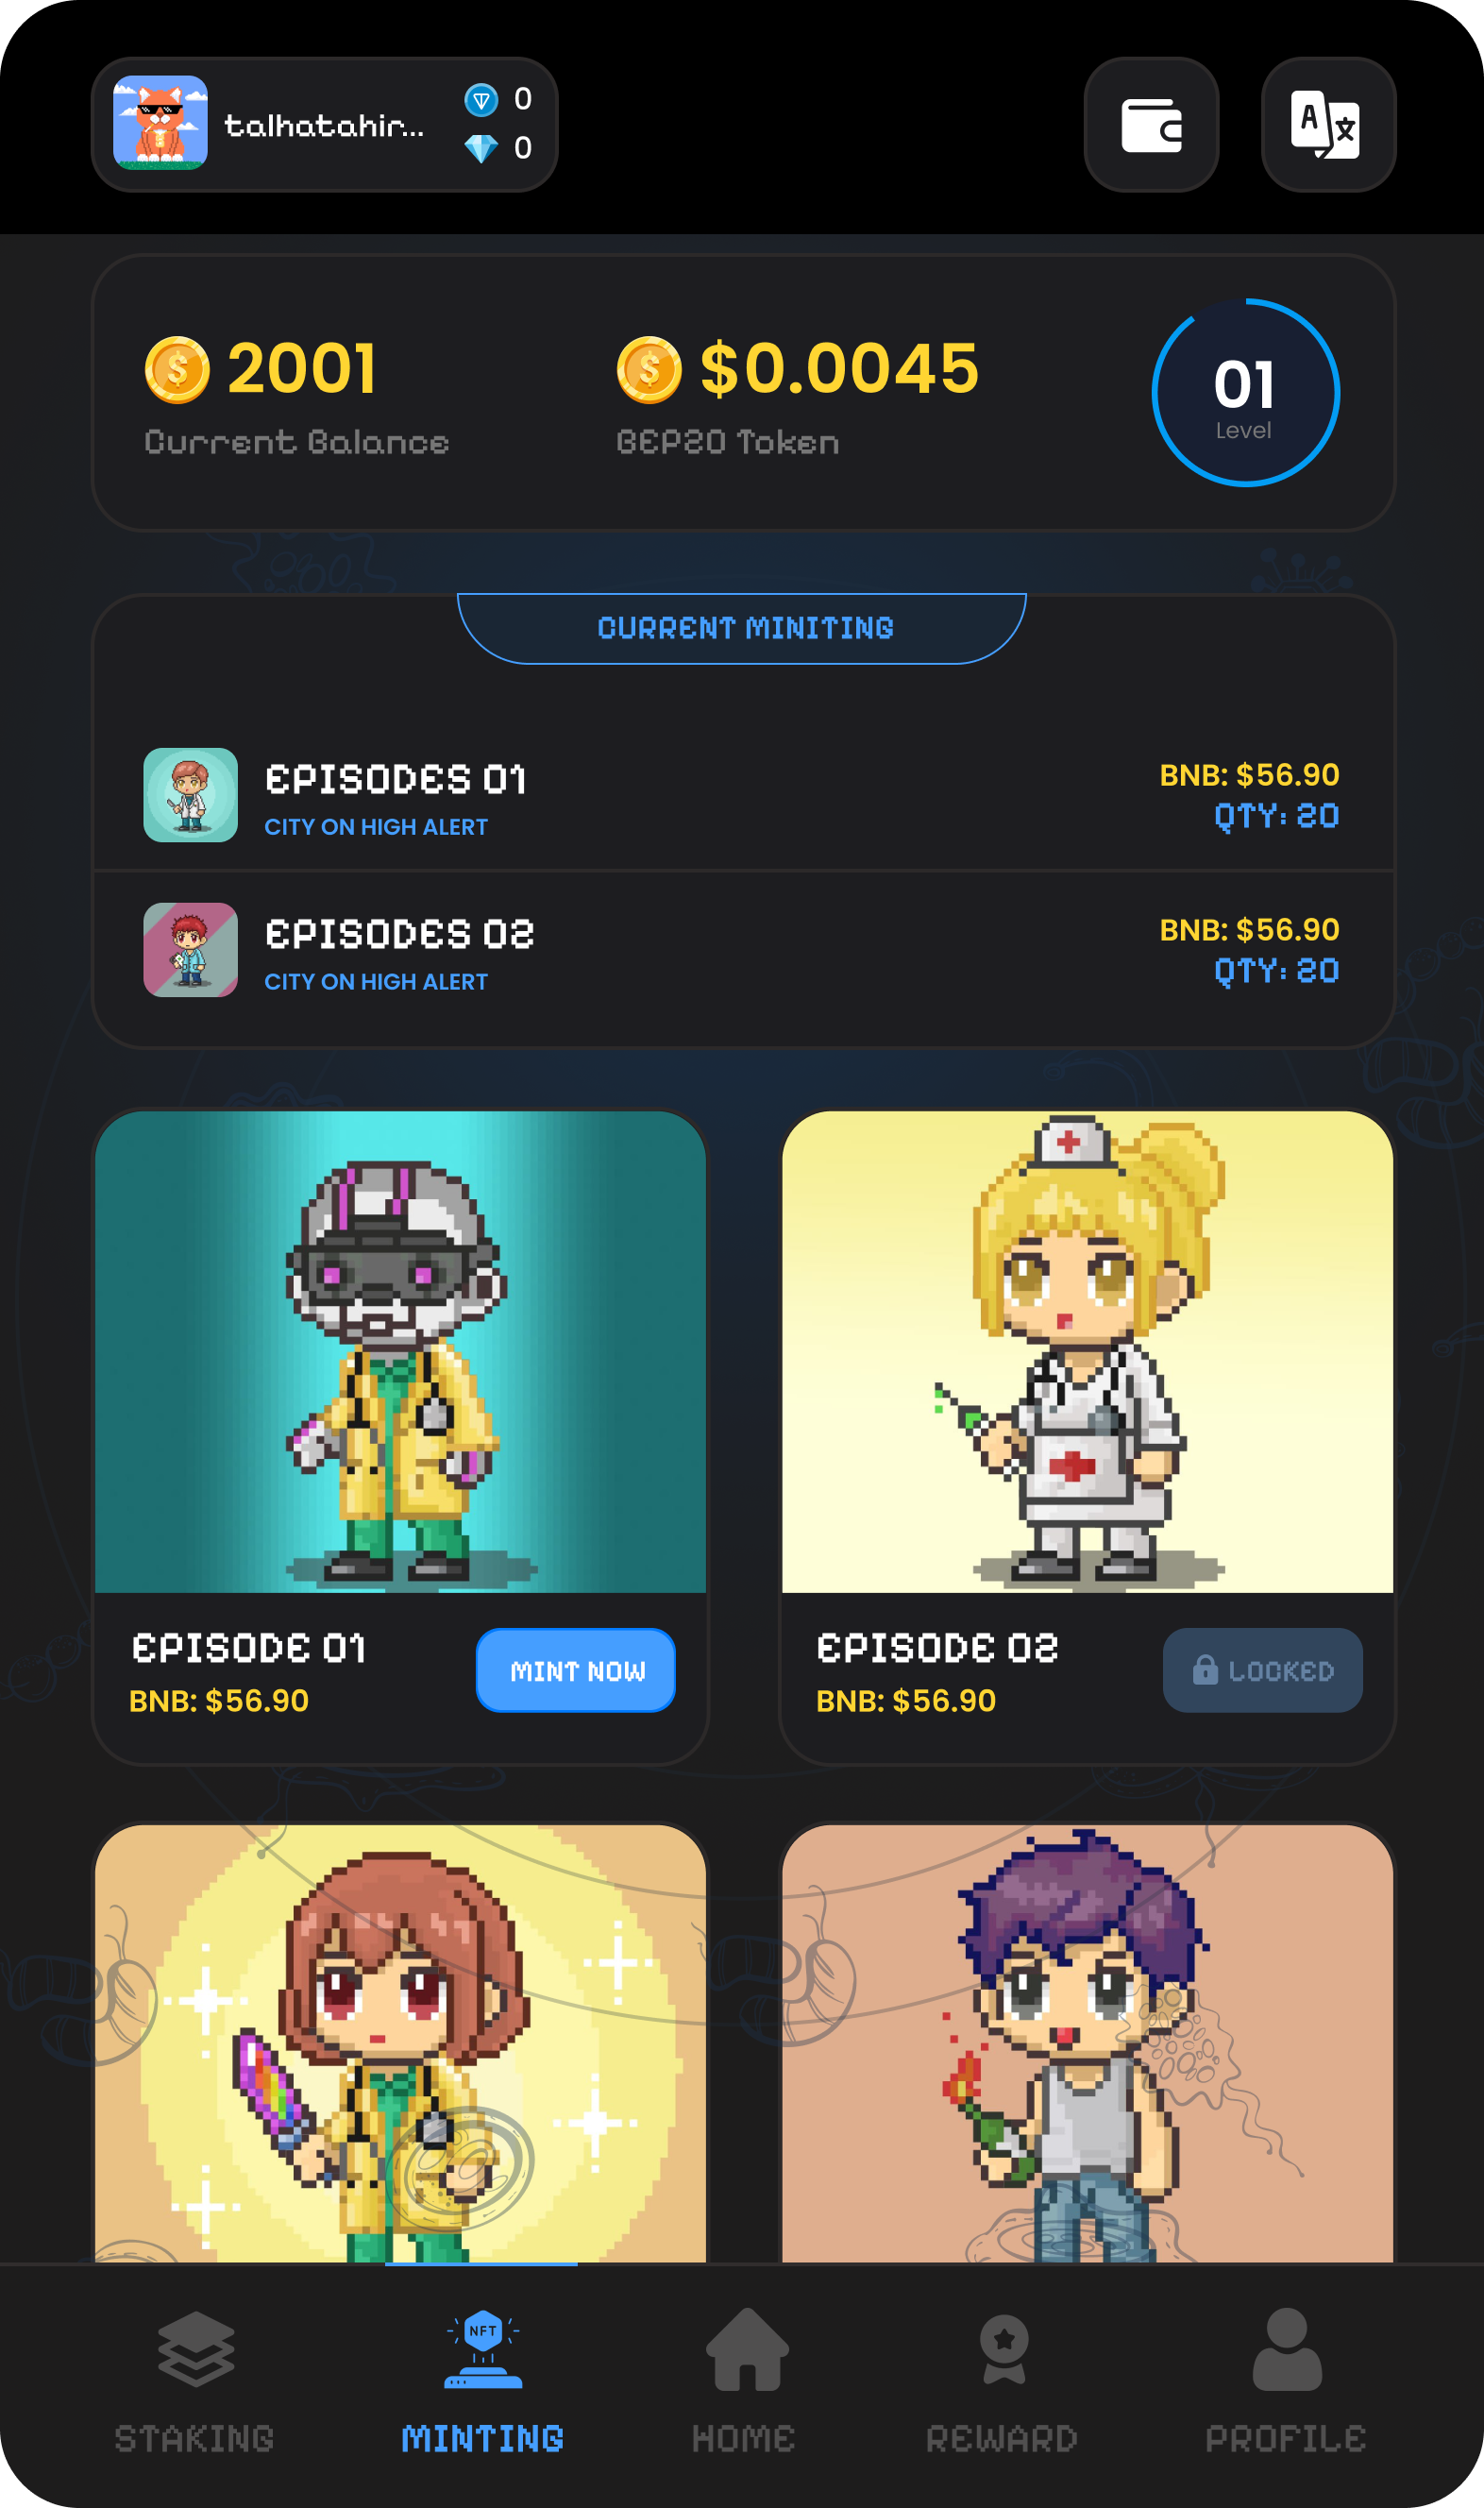 talhatahir...
0
0
2001
Current Balance
$0.0045
BEP20 Token
01
Level
CURRENT MINITING
EPISODES 01
CITY ON HIGH ALERT
BNB: $56.90
QTY: 20
EPISODES 02
CITY ON HIGH ALERT
BNB: $56.90
QTY: 20
EPISODE 01
BNB: $56.90
MINT NOW
EPISODE 02
BNB: $56.90
LOCKED
NFT
STAKING
MINTING
HOME
REWARD
PROFILE